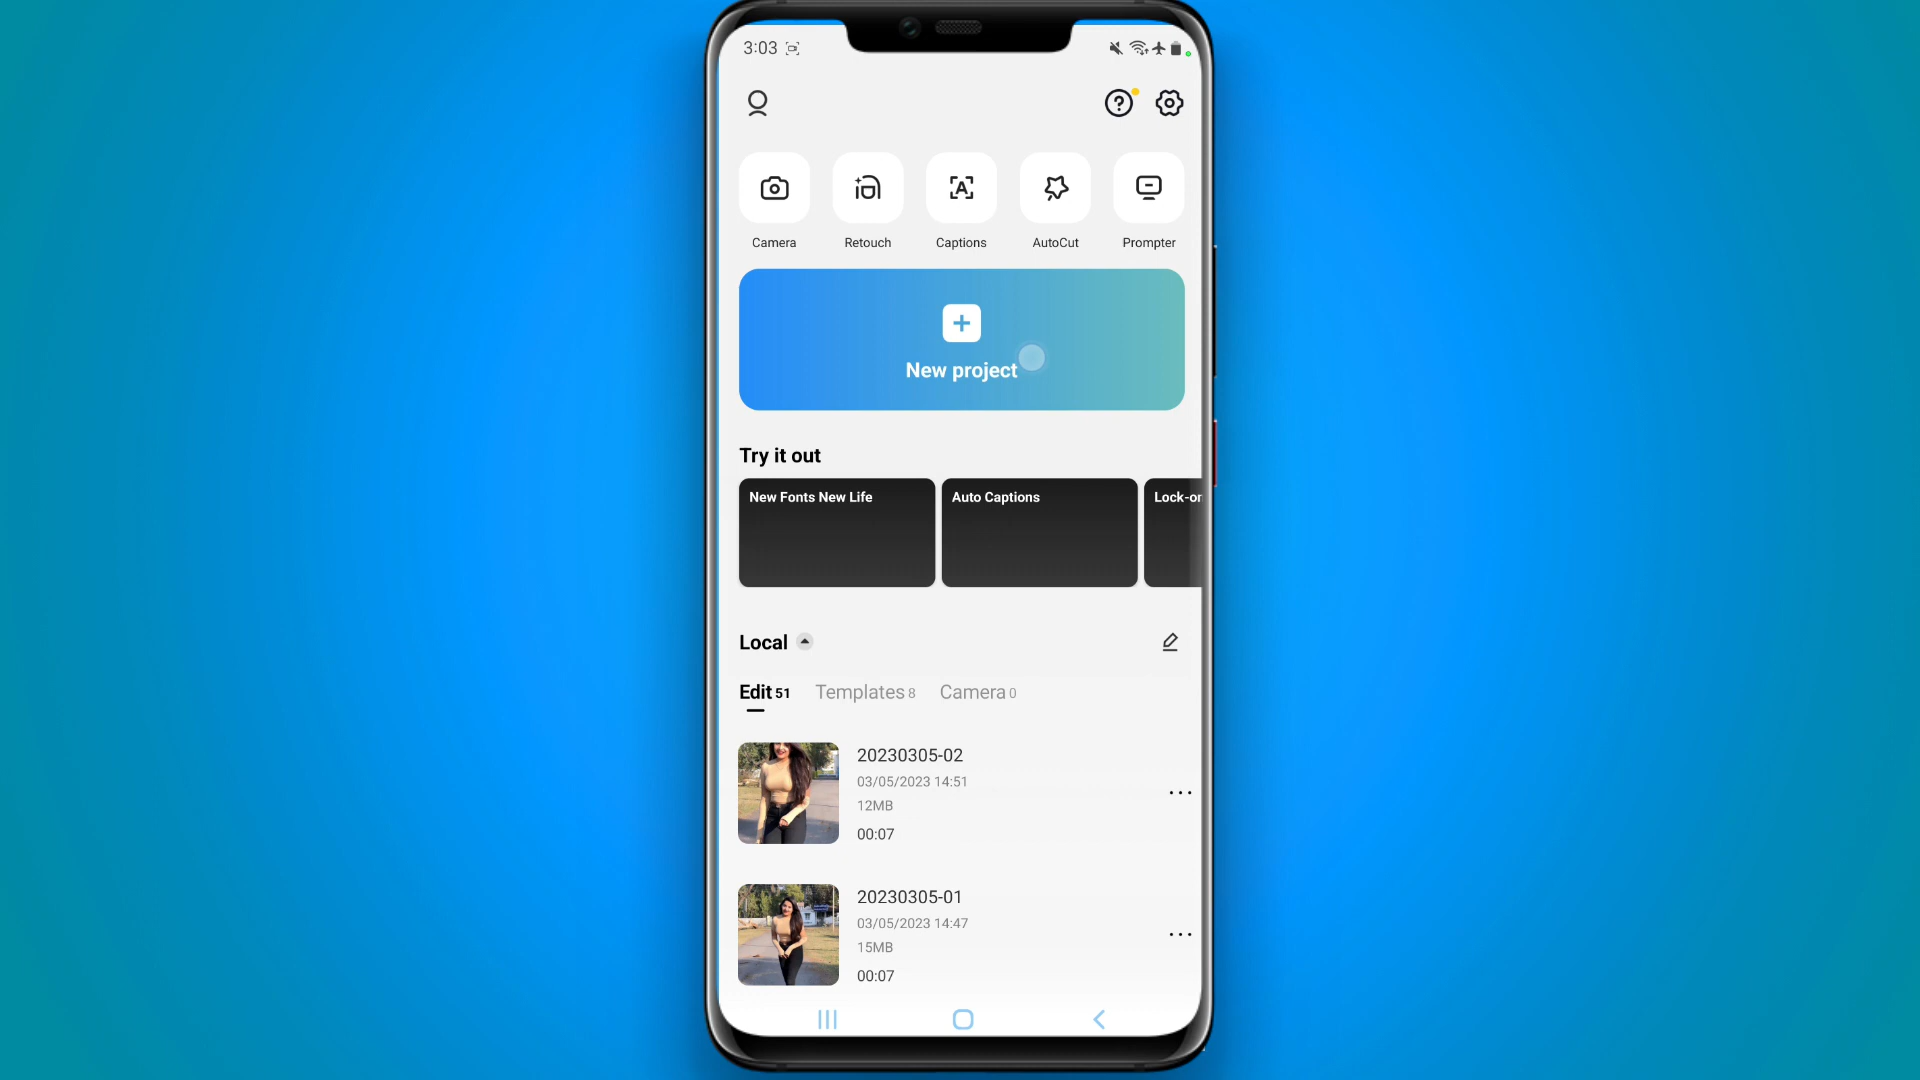 3:03
Camera
Retouch
Captions
AutoCut
Prompter
New project
Try it out
New Fonts New Life
Auto Captions
Lock-or
Local
Edit 51
Templates 8
Camera 0
20230305-02
03/05/2023 14:51
12MB
00:07
20230305-01
03/05/2023 14:47
15MB
00:07